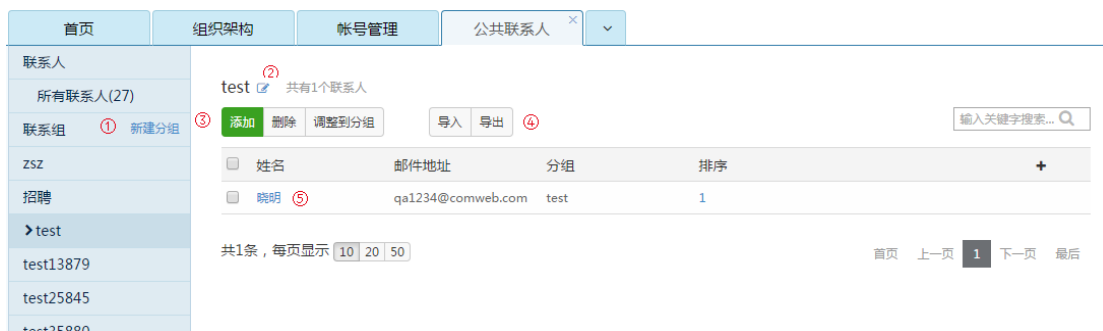 首页 组织架构 帐号管理 公共联系人
联系人
所有联系人(27)
联系组 ① 新建分组
zsz
招聘
test
test13879
test25845
test ② 共有1个联系人
③ 添加 删除 调整到分组 导入 导出 ④ 输入关键字搜索...
姓名 邮件地址 分组 排序
晓明 ⑤ qa1234@comweb.com test 1
共1条，每页显示 10 20 50 首页 上一页 1 下一页 最后